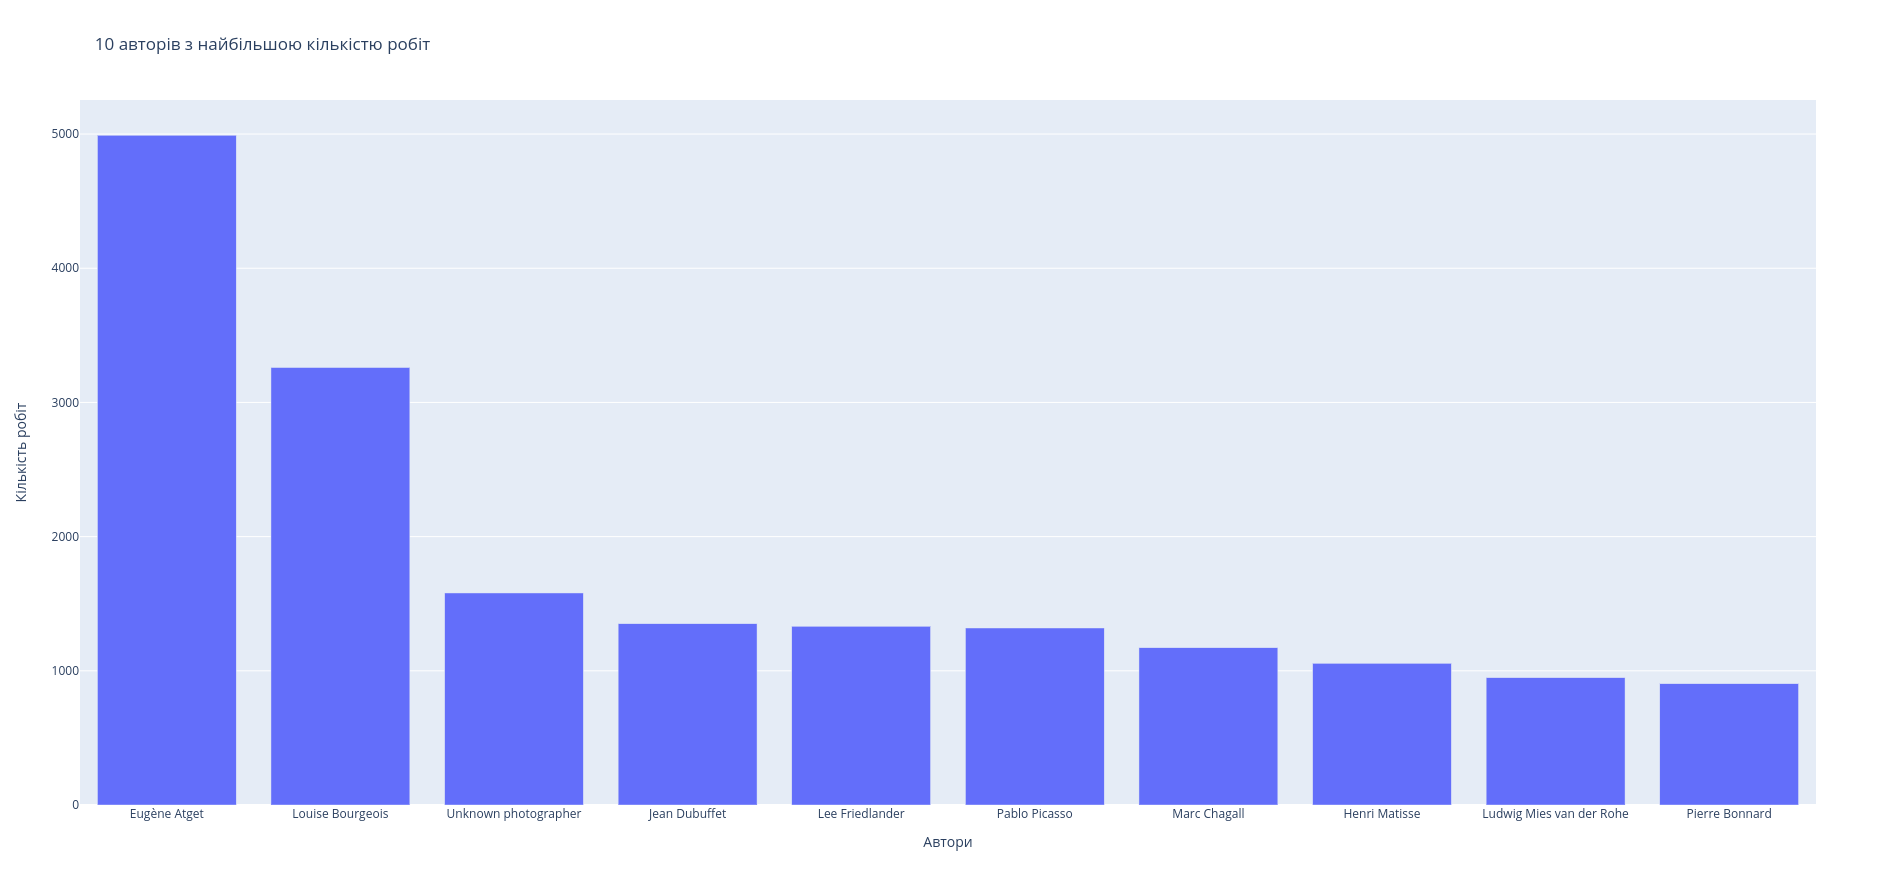 10 авторів з найбільшою кількістю робіт
5000
4000
3000
2000
1000
0
Кількість робіт
Eugène Atget
Louise Bourgeois
Unknown photographer
Jean Dubuffet
Lee Friedlander
Pablo Picasso
Marc Chagall
Henri Matisse
Ludwig Mies van der Rohe
Pierre Bonnard
Автори